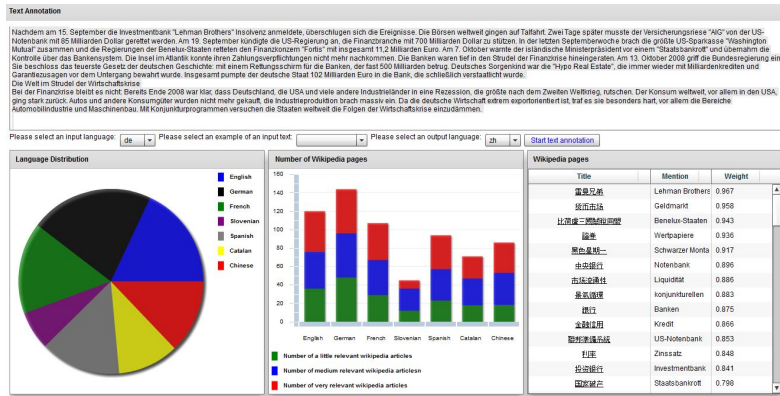 Text Annotation
Nachdem am 15. September die Investmentbank "Lehman Brothers" Insolvenz anmeldete, überschlugen sich die Ereignisse. Die Börsen weltweit gingen auf Talfahrt. Zwei Tage später musste der Versicherungsriese "AIG" von der US-
Notenbank mit 85 Milliarden Dollar gerettet werden. Am 19. September kündigte die US-Regierung an, die Finanzbranche mit 700 Milliarden Dollar zu stützen. In der letzten Septemberwoche brach die größte US-Sparkasse "Washington
Mutual" zusammen und die Regierungen der Benelux-Staaten retteten den Finanzkonzern "Fortis" mit insgesamt 11,2 Milliarden Euro. Am 7. Oktober warnte der isländische Ministerpräsident vor einem "Staatsbankrott" und übernahm die
Kontrolle über das Bankensystem. Die Insel im Atlantik konnte ihren Zahlungsverpflichtungen nicht mehr nachkommen. Die Banken waren tief in den Strudel der Finanzkrise hineingeraten. Am 13. Oktober 2008 griff die Bundesregierung ein
Sie beschloss das teuerste Gesetz der deutschen Geschichte: mit einem Rettungsschirm für die Banken, der fast 500 Milliarden betrug. Deutsches Sorgenkind war die "Hypo Real Estate", die immer wieder mit Milliardenkrediten und
Garantiezusagen vor dem Untergang bewahrt wurde. Insgesamt pumpte der deutsche Staat 102 Milliarden Euro in die Bank, die schließlich verstaatlicht wurde.
Die Welt im Strudel der Wirtschaftskrise
Bei der Finanzkrise bleibt es nicht: Bereits Ende 2008 war klar, dass Deutschland, die USA und viele andere Industrieländer in eine Rezession, die größte nach dem Zweiten Weltkrieg, rutschen. Der Konsum weltweit, vor allem in den USA,
ging stark zurück. Autos und andere Konsumgüter wurden nicht mehr gekauft, die Industrieproduktion brach massiv ein. Da die deutsche Wirtschaft extrem exportorientiert ist, traf es sie besonders hart, vor allem die Bereiche
Automobilindustrie und Maschinenbau. Mit Konjunkturprogrammen versuchen die Staaten weltweit die Folgen der Wirtschaftskrise einzudämmen.
Please select an input language: de Please select an example of an input text: Please select an output language: zh Start text annotation
Language Distribution
English
German
French
Slovenian
Spanish
Catalan
Chinese
Number of Wikipedia pages
160
140
120
100
80
60
40
20
0
English German French Slovenian Spanish Catalan Chinese
Number of a little relevant wikipedia articles
Number of medium relevant wikipedia articlesn
Number of very relevant wikipedia articles
Wikipedia pages
Title Mention Weight
雷曼兄弟 Lehman Brothers 0.967
货币市场 Geldmarkt 0.958
Benelux-Staaten 0.943
Wertpapiere 0.936
黑色星期一 Schwarzer Monta 0.917
中央银行 Notenbank 0.896
市场流通性 Liquidität 0.886
景氣循環 konjunkturellen 0.883
銀行 Banken 0.875
金融信用 Kredit 0.866
聯邦準備系統 US-Notenbank 0.853
利率 Zinssatz 0.848
投资银行 Investmentbank 0.841
国家破产 Staatsbankrott 0.798